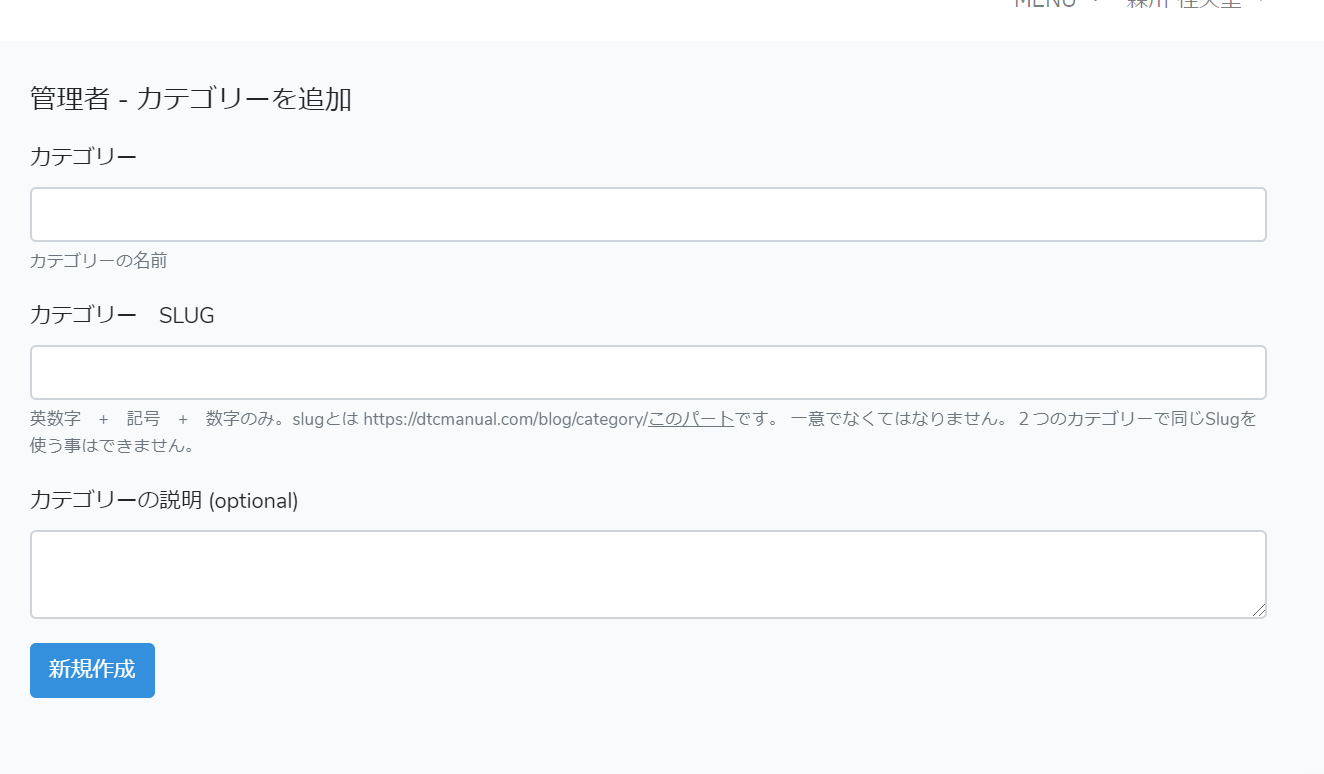 MENU
管理者 - カテゴリーを追加
カテゴリー
カテゴリーの名前
カテゴリー　SLUG
英数字　+　記号　+　数字のみ。slugとは https://dtcmanual.com/blog/category/このパートです。 一意でなくてはなりません。２つのカテゴリーで同じSlugを
使う事はできません。
カテゴリーの説明 (optional)
新規作成